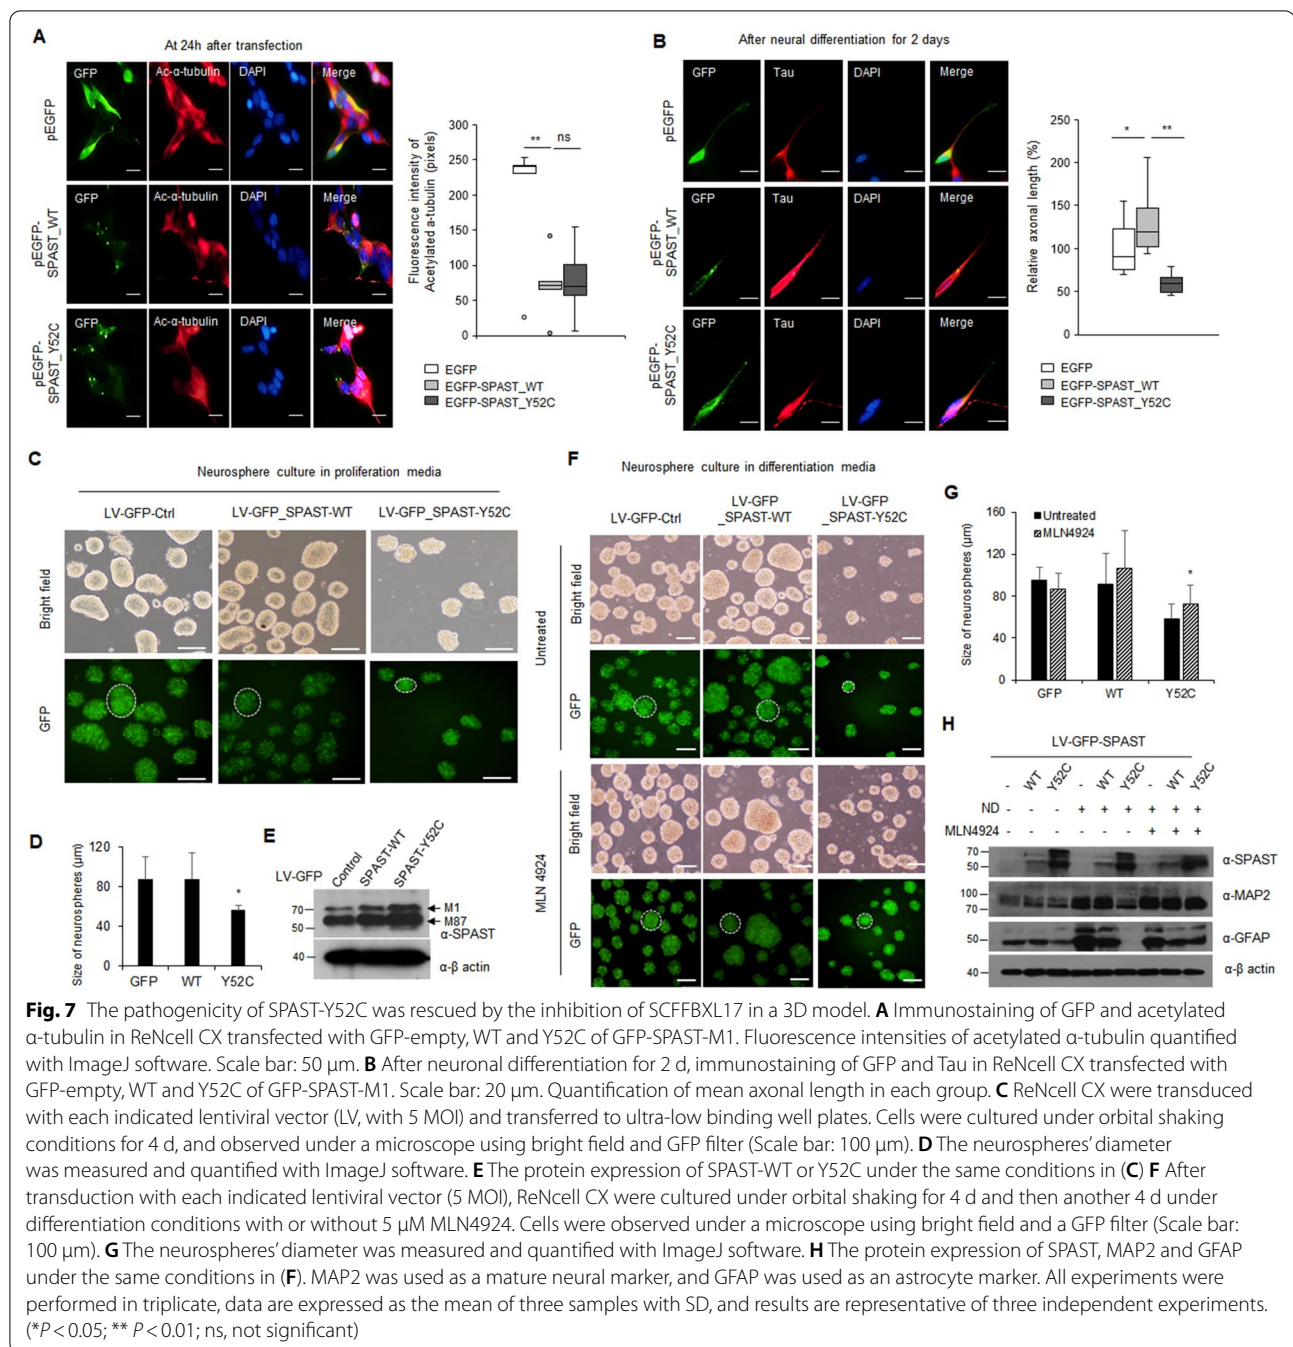 A
At 24h after transfection
GFP
Ac-α-tubulin
DAPI
Merge
pEGFP
GFP
Ac-α-tubulin
DAPI
Merge
pEGFP-
SPAST_WT
GFP
Ac-α-tubulin
DAPI
Merge
pEGFP-
SPAST_Y52C
Fluorescence intensity of
Acetylated a-tubulin (pixels)
300
250
200
150
100
50
0
**
ns
EGFP
EGFP-SPAST_WT
EGFP-SPAST_Y52C
B
After neural differentiation for 2 days
GFP
Tau
DAPI
Merge
pEGFP
GFP
Tau
DAPI
Merge
pEGFP-
SPAST_WT
GFP
Tau
DAPI
Merge
pEGFP-
SPAST_Y52C
Relative axonal length (%)
250
200
150
100
50
0
*
**
EGFP
EGFP-SPAST_WT
EGFP-SPAST_Y52C
C
Neurosphere culture in proliferation media
LV-GFP-Ctrl
LV-GFP_SPAST-WT
LV-GFP_SPAST-Y52C
Bright field
GFP
D
Size of neurospheres (µm)
120
80
40
0
*
GFP
WT
Y52C
E
LV-GFP
Control
SPAST-WT
SPAST-Y52C
70
50
M1
M87
α-SPAST
40
α-β actin
F
Neurosphere culture in differentiation media
LV-GFP-Ctrl
LV-GFP
_SPAST-WT
LV-GFP
_SPAST-Y52C
Untreated
Bright field
GFP
MLN 4924
Bright field
GFP
G
Size of neurospheres (µm)
160
120
80
40
0
Untreated
MLN4924
*
GFP
WT
Y52C
H
LV-GFP-SPAST
- WT Y52C - WT Y52C - WT Y52C
ND - - - + + + + + +
MLN4924 - - - - - - + + +
70
50
α-SPAST
100
70
α-MAP2
50
α-GFAP
40
α-β actin
Fig. 7 The pathogenicity of SPAST-Y52C was rescued by the inhibition of SCFFBXL17 in a 3D model. A Immunostaining of GFP and acetylated
α-tubulin in ReNcell CX transfected with GFP-empty, WT and Y52C of GFP-SPAST-M1. Fluorescence intensities of acetylated α-tubulin quantified
with ImageJ software. Scale bar: 50 µm. B After neuronal differentiation for 2 d, immunostaining of GFP and Tau in ReNcell CX transfected with
GFP-empty, WT and Y52C of GFP-SPAST-M1. Scale bar: 20 µm. Quantification of mean axonal length in each group. C ReNcell CX were transduced
with each indicated lentiviral vector (LV, with 5 MOI) and transferred to ultra-low binding well plates. Cells were cultured under orbital shaking
conditions for 4 d, and observed under a microscope using bright field and GFP filter (Scale bar: 100 µm). D The neurospheres' diameter
was measured and quantified with ImageJ software. E The protein expression of SPAST-WT or Y52C under the same conditions in (C) F After
transduction with each indicated lentiviral vector (5 MOI), ReNcell CX were cultured under orbital shaking for 4 d and then another 4 d under
differentiation conditions with or without 5 µM MLN4924. Cells were observed under a microscope using bright field and a GFP filter (Scale bar:
100 µm). G The neurospheres' diameter was measured and quantified with ImageJ software. H The protein expression of SPAST, MAP2 and GFAP
under the same conditions in (F). MAP2 was used as a mature neural marker, and GFAP was used as an astrocyte marker. All experiments were
performed in triplicate, data are expressed as the mean of three samples with SD, and results are representative of three independent experiments.
(*P < 0.05; ** P < 0.01; ns, not significant)